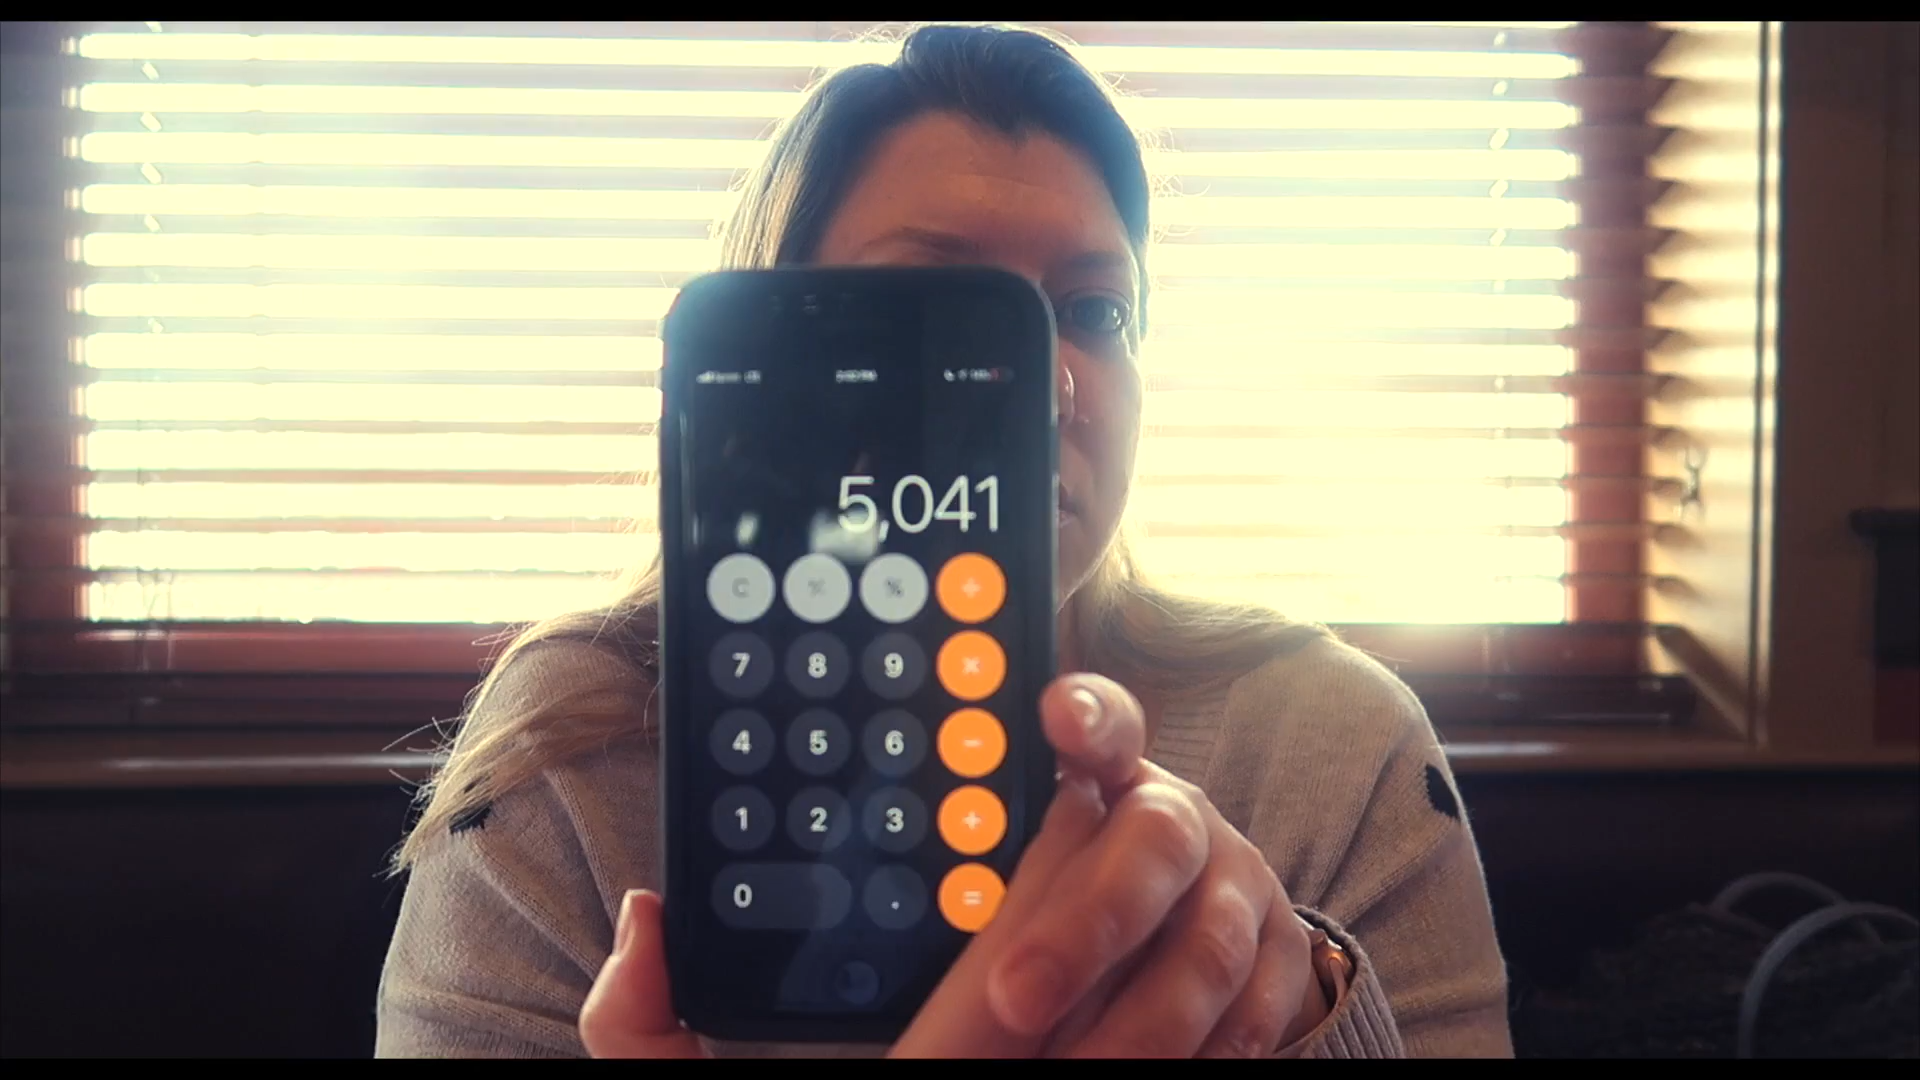 5,041
C % ÷
7 8 9 ×
4 5 6 −
1 2 3 +
0 . =